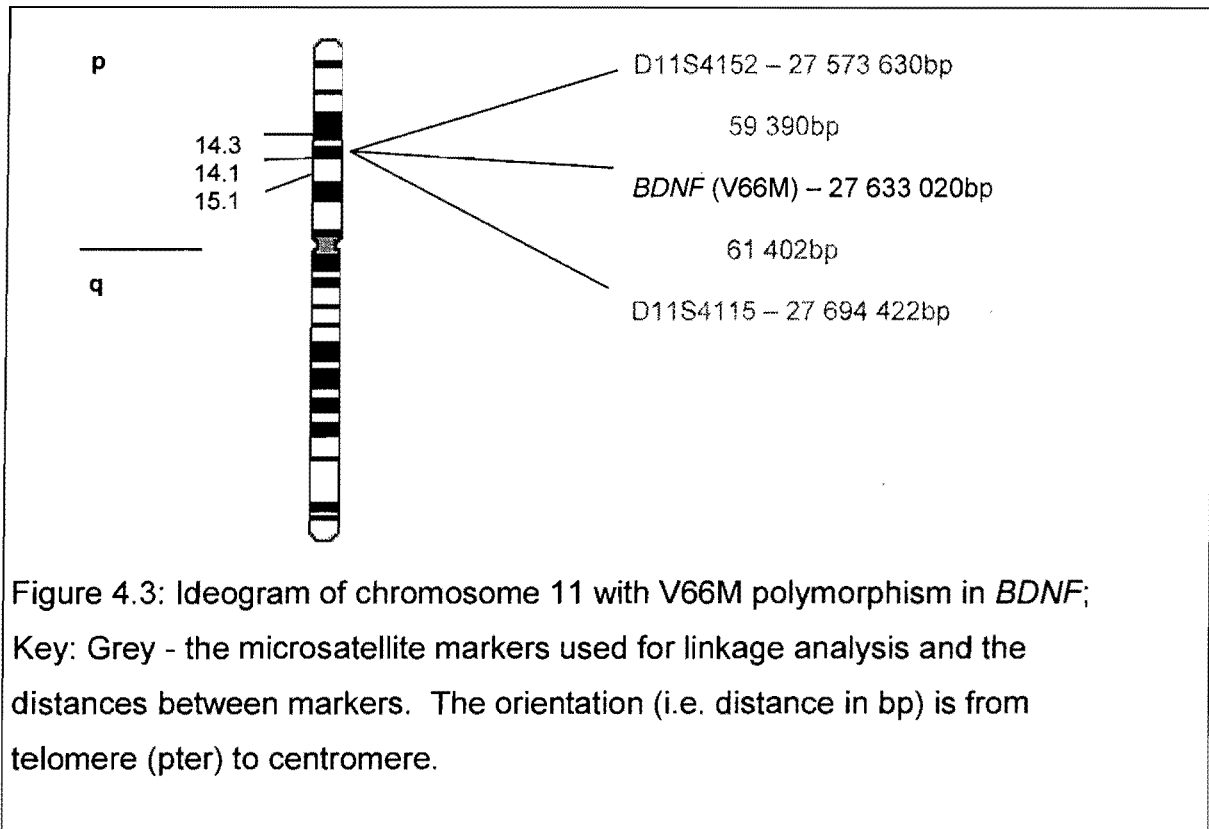 p
14.3
14.1
15.1
q
D11S4152 – 27 573 630bp
59 390bp
BDNF (V66M) – 27 633 020bp
61 402bp
D11S4115 – 27 694 422bp
Figure 4.3: Ideogram of chromosome 11 with V66M polymorphism in BDNF;
Key: Grey - the microsatellite markers used for linkage analysis and the
distances between markers. The orientation (i.e. distance in bp) is from
telomere (pter) to centromere.